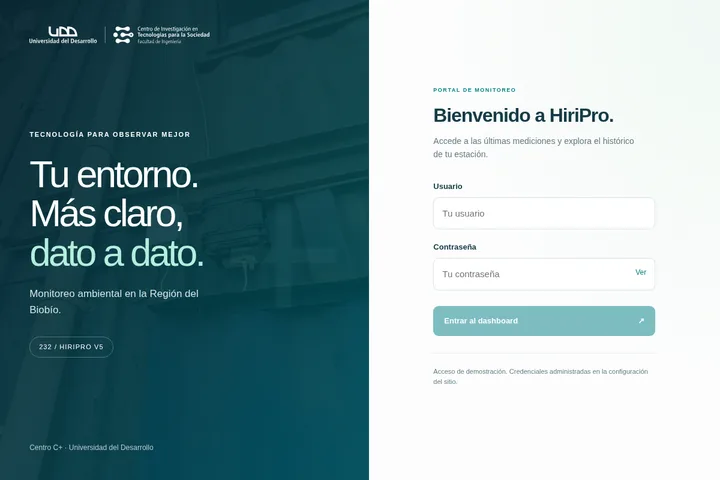 UDD
Universidad del Desarrollo
Centro de Investigación en
Tecnologías para la Sociedad
Facultad de Ingeniería
TECNOLOGÍA PARA OBSERVAR MEJOR
Tu entorno.
Más claro,
dato a dato.
Monitoreo ambiental en la Región del
Biobío.
232 / HIRIPRO V5
Centro C+ · Universidad del Desarrollo
PORTAL DE MONITOREO
Bienvenido a HiriPro.
Accede a las últimas mediciones y explora el histórico
de tu estación.
Usuario
Tu usuario
Contraseña
Tu contraseña
Ver
Entrar al dashboard ↗
Acceso de demostración. Credenciales administradas en la configuración
del sitio.